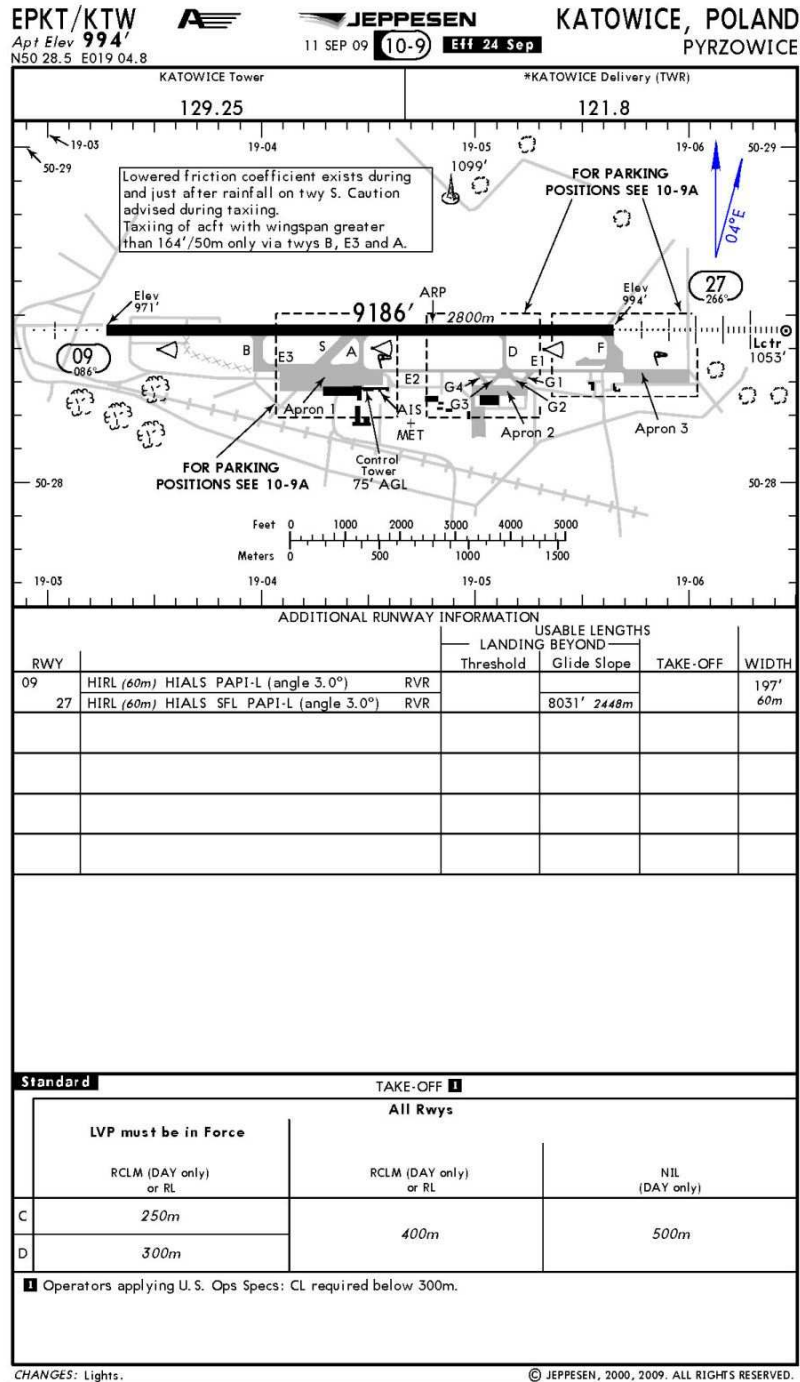 EPKT/KTW
Apt Elev 994'
N50 28.5 E019 04.8
JEPPESEN
11 SEP 09 10-9 Eff 24 Sep
KATOWICE, POLAND
PYRZOWICE
KATOWICE Tower
129.25
*KATOWICE Delivery (TWR)
121.8
19-03
19-04
19-05
19-06
50-29
50-29
Lowered friction coefficient exists during
and just after rainfall on twy S. Caution
advised during taxiing.
Taxiing of acft with wingspan greater
than 164'/50m only via twys B, E3 and A.
1099'
FOR PARKING
POSITIONS SEE 10-9A
04°E
Elev
971'
9186'
ARP
2800m
Elev
994'
27
266°
09
086°
B
E3
S
A
E2
D
E1
F
G4
G3
G1
G2
Lctr
1053'
Apron 1
AIS
+
MET
Apron 2
Apron 3
Control
Tower
75' AGL
FOR PARKING
POSITIONS SEE 10-9A
50-28
50-28
Feet 0 1000 2000 3000 4000 5000
Meters 0 500 1000 1500
19-03
19-04
19-05
19-06
ADDITIONAL RUNWAY INFORMATION
USABLE LENGTHS
LANDING BEYOND
RWY Threshold Glide Slope TAKE-OFF WIDTH
09 HIRL (60m) HIALS PAPI-L (angle 3.0°) RVR
27 HIRL (60m) HIALS SFL PAPI-L (angle 3.0°) RVR 8031' 2448m
197'
60m
Standard
TAKE-OFF 1
All Rwys
LVP must be in Force
RCLM (DAY only)
or RL
RCLM (DAY only)
or RL
NIL
(DAY only)
C 250m
D 300m
400m
500m
1 Operators applying U.S. Ops Specs: CL required below 300m.
CHANGES: Lights.
© JEPPESEN, 2000, 2009. ALL RIGHTS RESERVED.